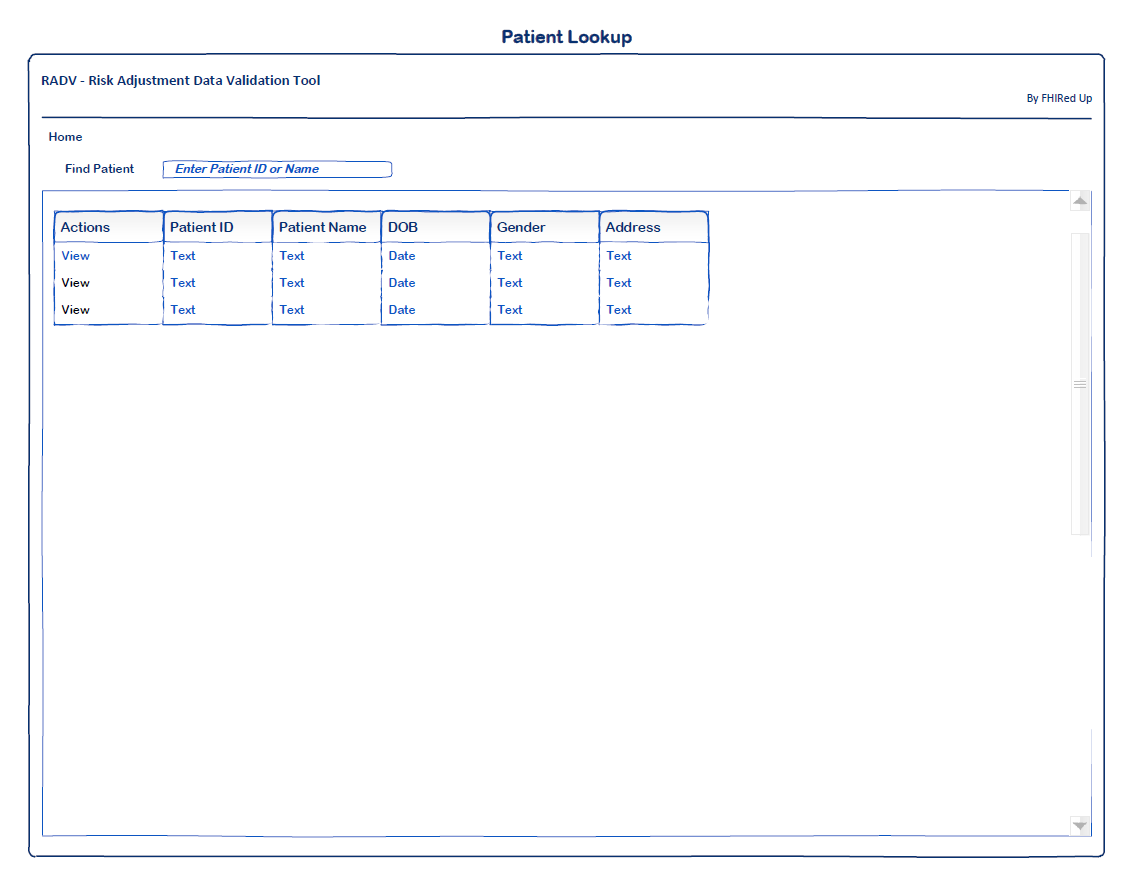 Patient Lookup
RADV - Risk Adjustment Data Validation Tool
By FHIRed Up
Home
Find Patient Enter Patient ID or Name
Actions Patient ID Patient Name DOB Gender Address
View Text Text Date Text Text
View Text Text Date Text Text
View Text Text Date Text Text